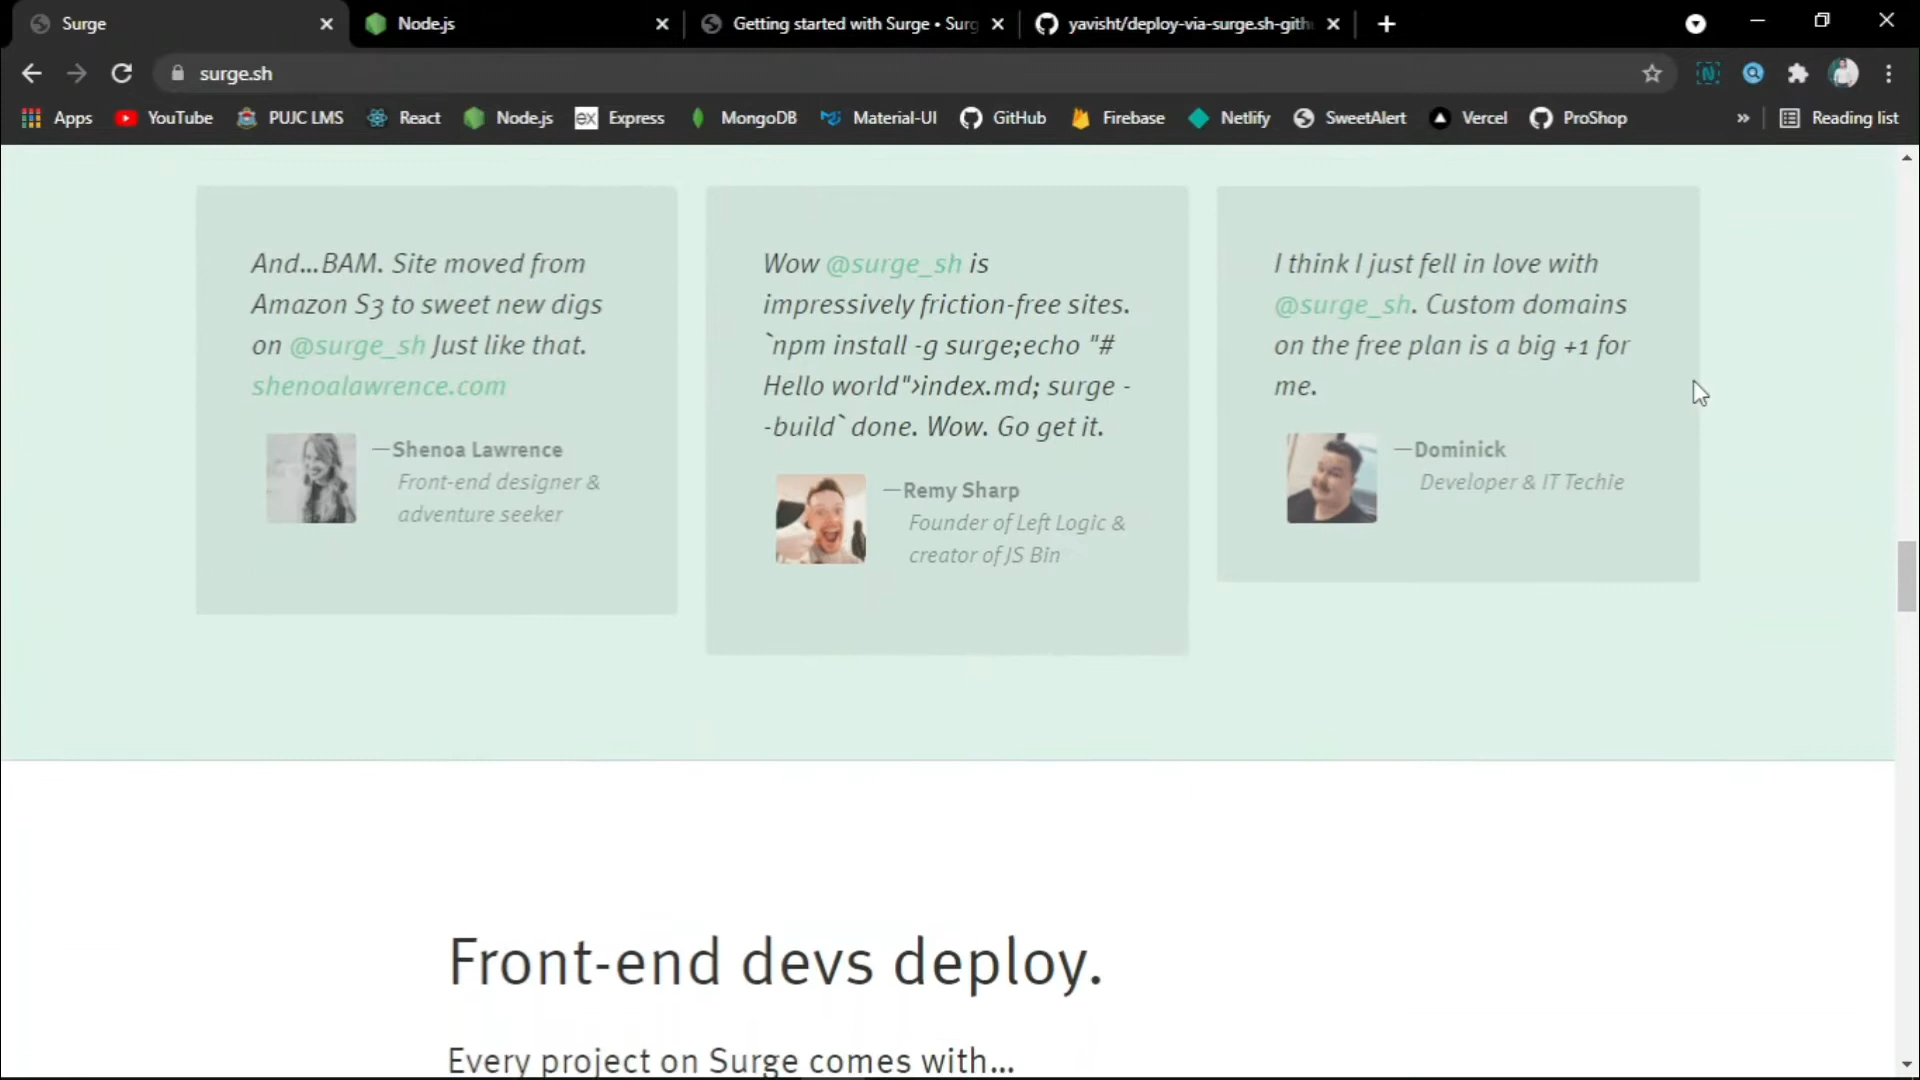 Surge
Node.js
Getting started with Surge • Surg
yavisht/deploy-via-surge.sh-gith
surge.sh
Apps
YouTube
PUJC LMS
React
Node.js
ex
Express
MongoDB
Material-UI
GitHub
Firebase
Netlify
SweetAlert
Vercel
ProShop
»
Reading list
And...BAM. Site moved from
Amazon S3 to sweet new digs
on @surge_sh Just like that.
shenoalawrence.com
—Shenoa Lawrence
Front-end designer &
adventure seeker
Wow @surge_sh is
impressively friction-free sites.
`npm install -g surge;echo "#
Hello world">index.md; surge -
-build` done. Wow. Go get it.
—Remy Sharp
Founder of Left Logic &
creator of JS Bin
I think I just fell in love with
@surge_sh. Custom domains
on the free plan is a big +1 for
me.
—Dominick
Developer & IT Techie
Front-end devs deploy.
Every project on Surge comes with...